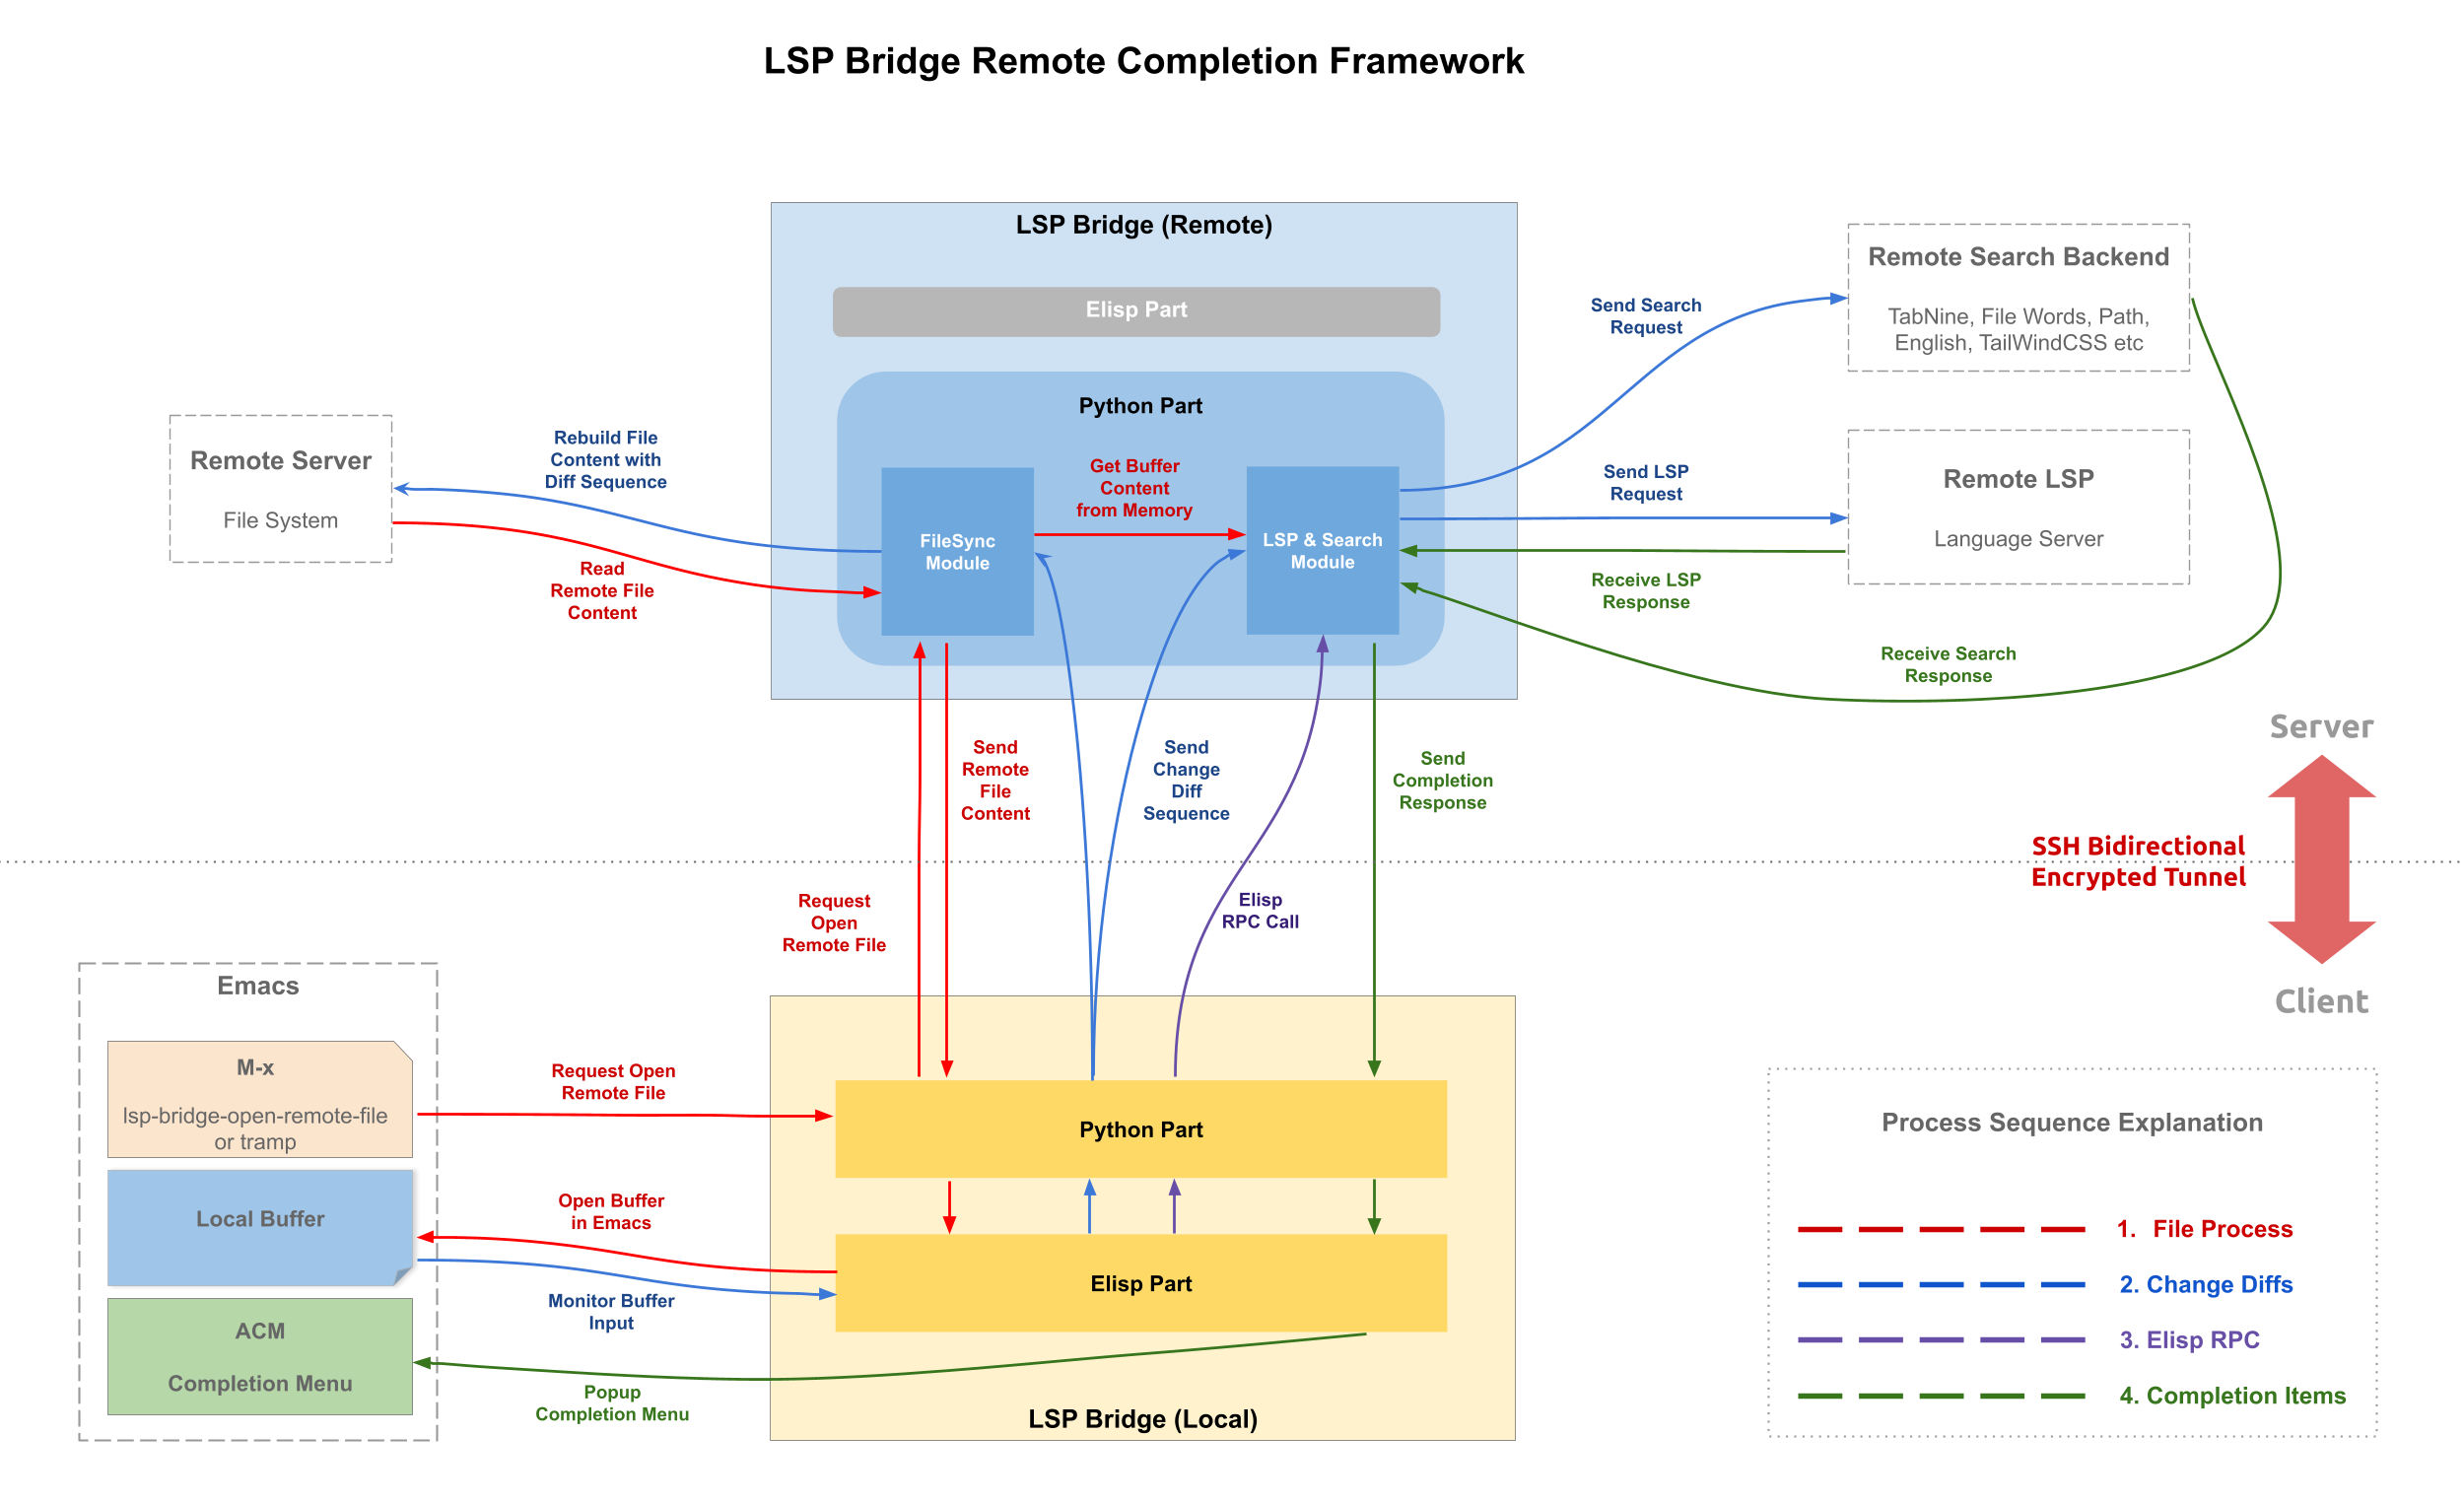 LSP Bridge Remote Completion Framework
LSP Bridge (Remote)
Elisp Part
Python Part
FileSync
Module
Get Buffer
Content
from Memory
LSP & Search
Module
Remote Server
File System
Rebuild File
Content with
Diff Sequence
Read
Remote File
Content
Send Search
Request
Remote Search Backend
TabNine, File Words, Path,
English, TailWindCSS etc
Send LSP
Request
Remote LSP
Language Server
Receive LSP
Response
Receive Search
Response
Send
Remote
File
Content
Send
Change
Diff
Sequence
Send
Completion
Response
Server
SSH Bidirectional
Encrypted Tunnel
Client
Request
Open
Remote File
Elisp
RPC Call
Emacs
M-x
lsp-bridge-open-remote-file
or tramp
Local Buffer
ACM
Completion Menu
Request Open
Remote File
Open Buffer
in Emacs
Monitor Buffer
Input
Popup
Completion Menu
Python Part
Elisp Part
LSP Bridge (Local)
Process Sequence Explanation
1. File Process
2. Change Diffs
3. Elisp RPC
4. Completion Items